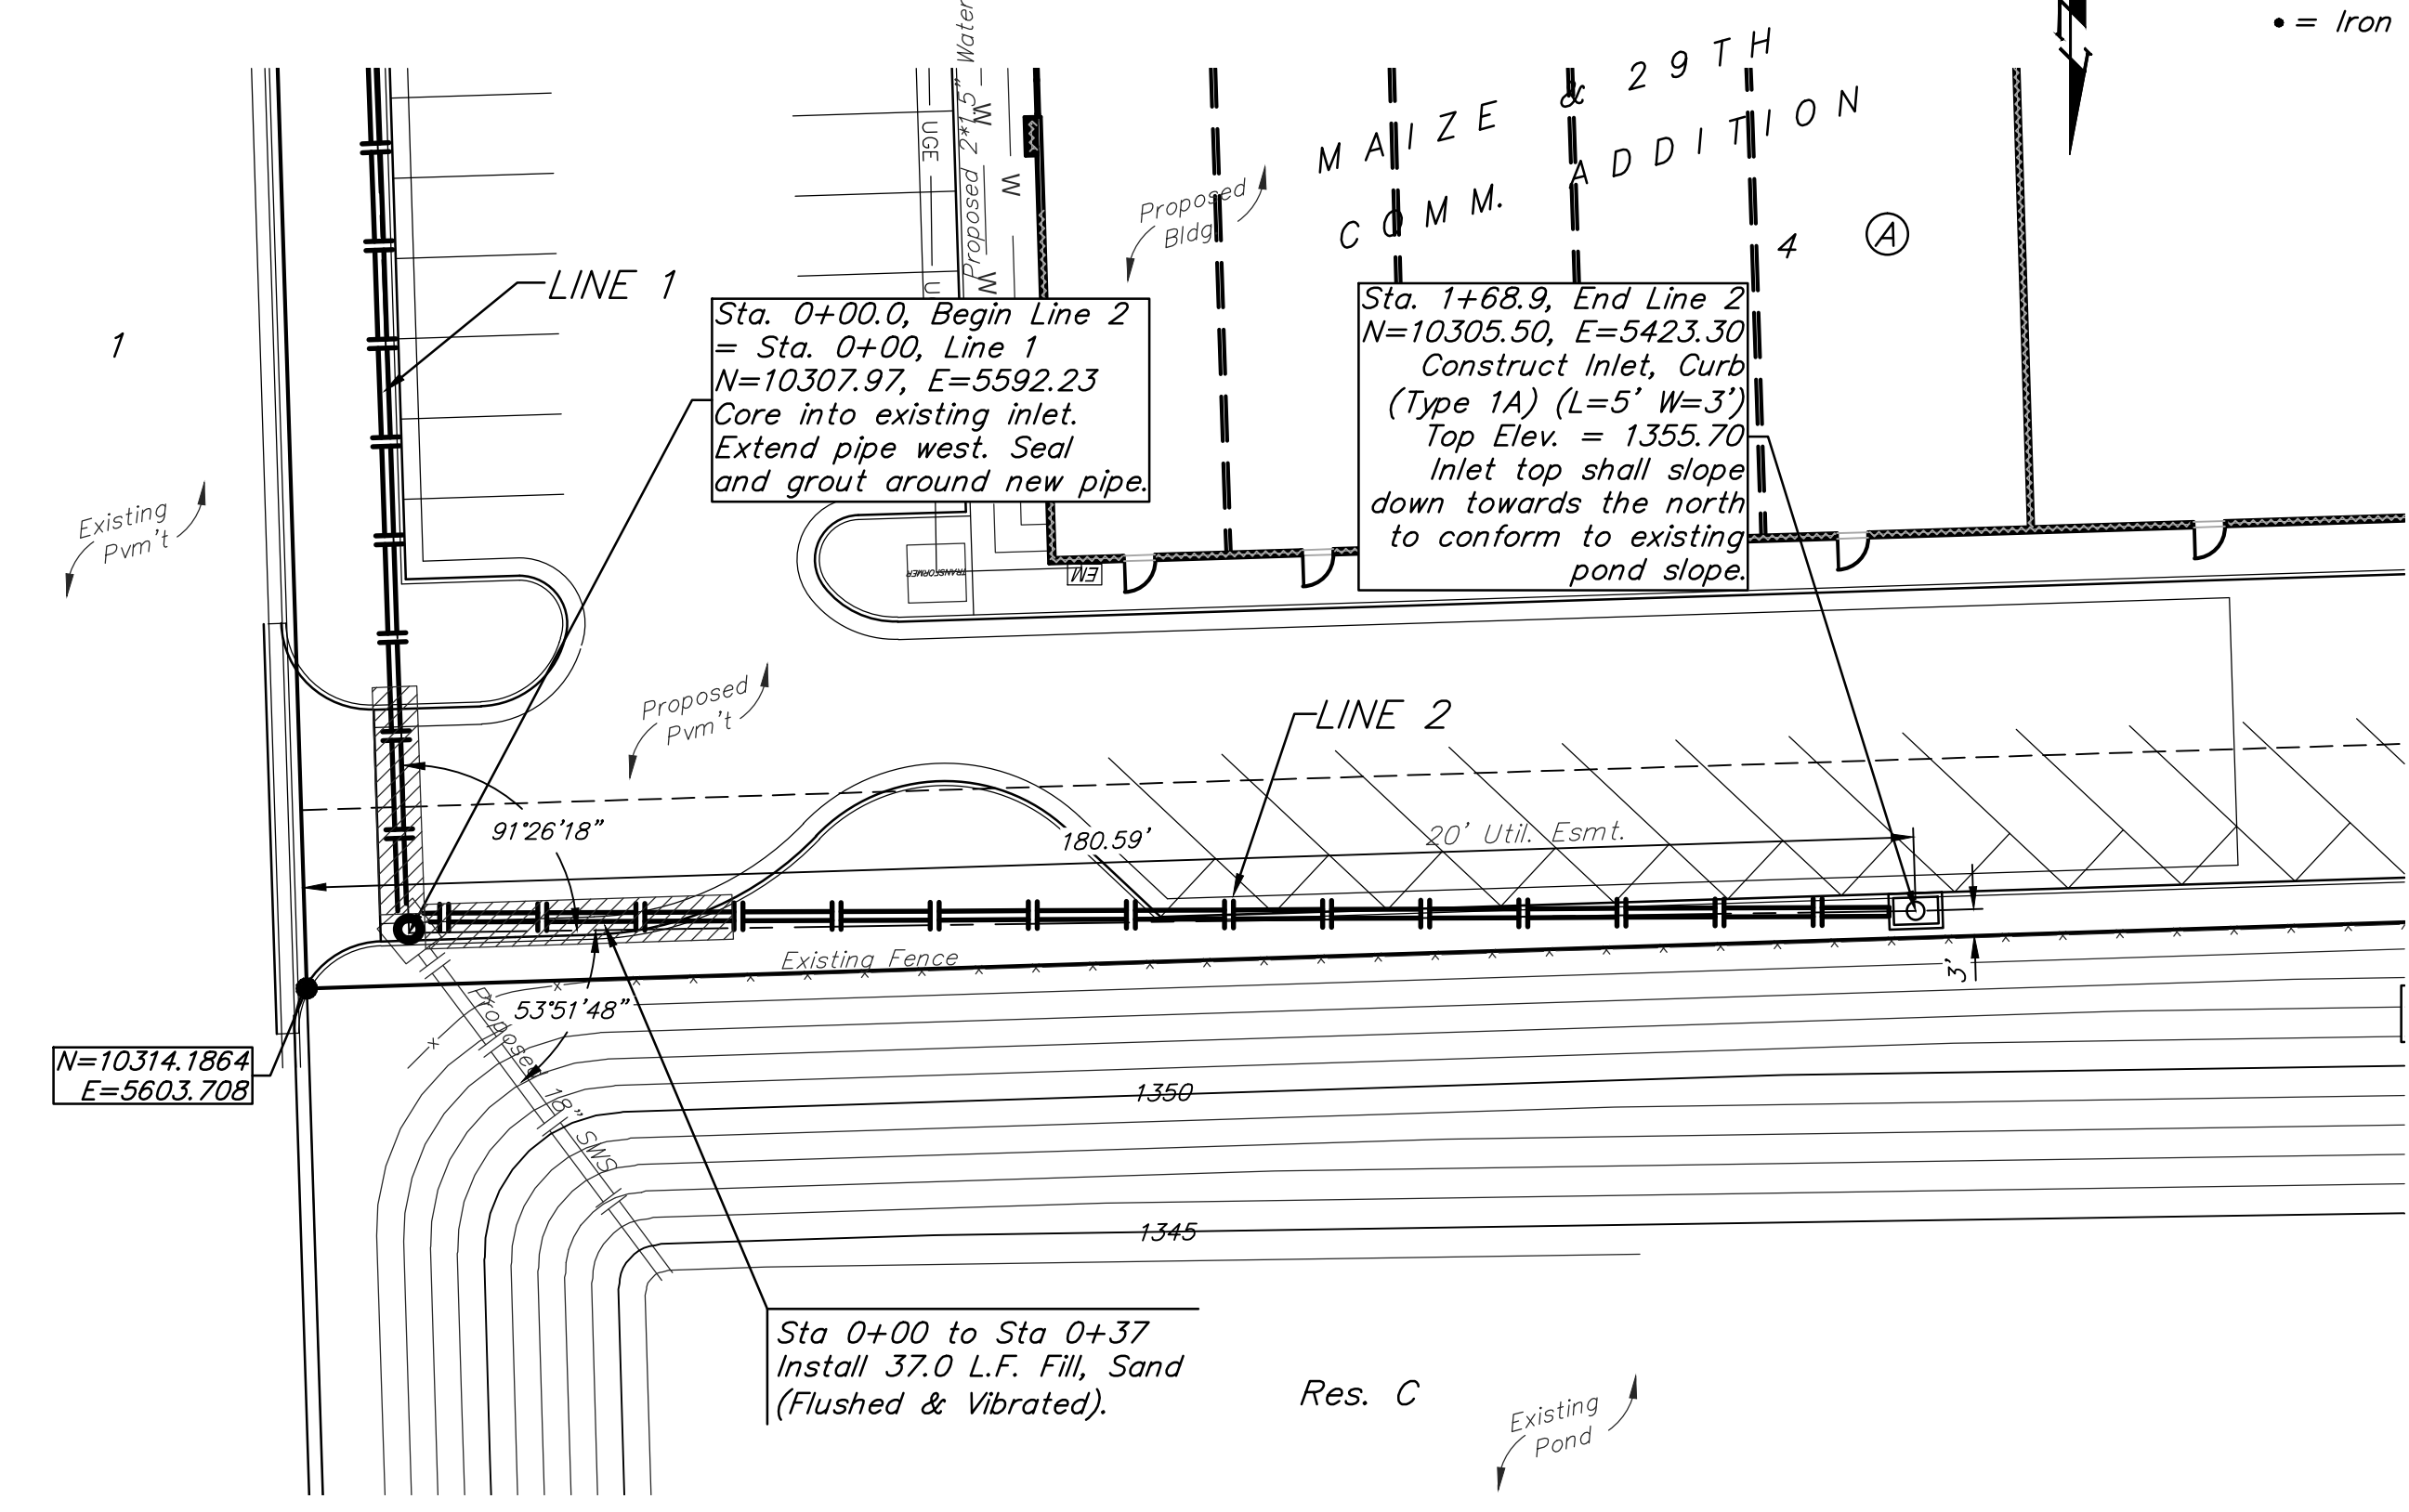 • = Iron
MAIZE & 29TH
COMM. ADDITION
4
A
1
LINE 1
UGE
Proposed 2*1.5" Water
W
W
W
U
Proposed
Bldg
Sta. 0+00.0, Begin Line 2
= Sta. 0+00, Line 1
N=10307.97, E=5592.23
Core into existing inlet.
Extend pipe west. Seal
and grout around new pipe.
Sta. 1+68.9, End Line 2
N=10305.50, E=5423.30
Construct Inlet, Curb
(Type 1A) (L=5' W=3')
Top Elev. = 1355.70
Inlet top shall slope
down towards the north
to conform to existing
pond slope.
Existing
Pvm't
TRANSFORMER
EM
Proposed
Pvm't
LINE 2
91°26'18"
180.59'
20' Util. Esmt.
Existing Fence
3'
53°51'48"
Proposed 18" SWS
N=10314.1864
E=5603.708
1350
1345
Sta 0+00 to Sta 0+37
Install 37.0 L.F. Fill, Sand
(Flushed & Vibrated).
Res. C
Existing
Pond